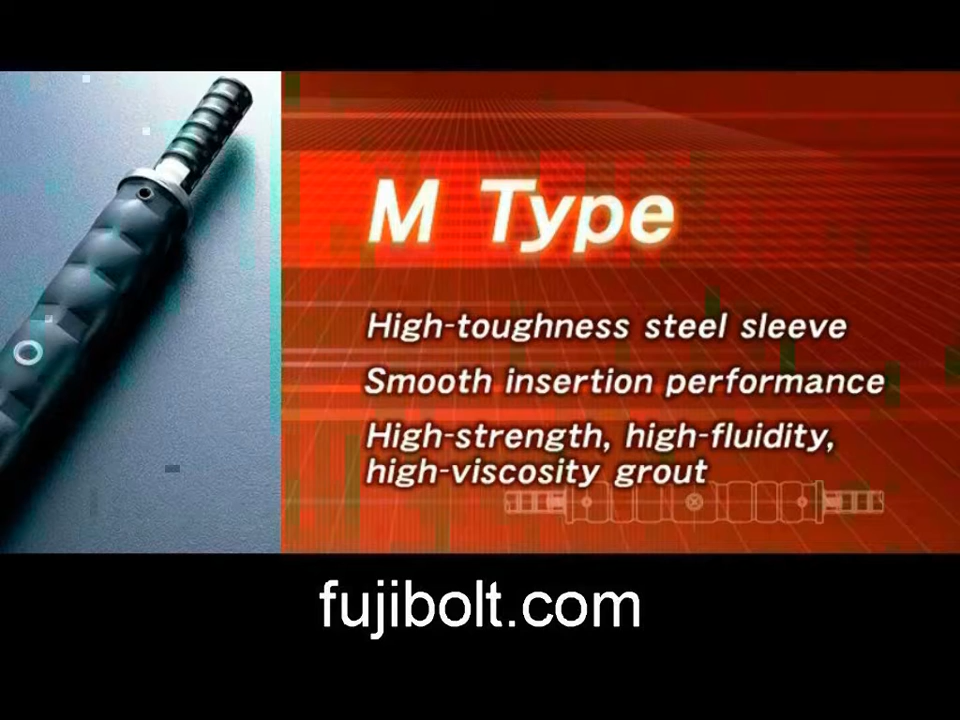 M Type
High-toughness steel sleeve
Smooth insertion performance
High-strength, high-fluidity,
high-viscosity grout
fujibolt.com